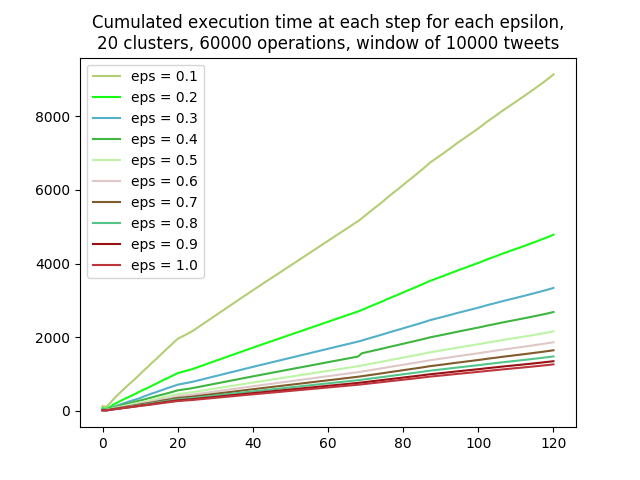 Cumulated execution time at each step for each epsilon,
20 clusters, 60000 operations, window of 10000 tweets
eps = 0.1
eps = 0.2
eps = 0.3
eps = 0.4
eps = 0.5
eps = 0.6
eps = 0.7
eps = 0.8
eps = 0.9
eps = 1.0
8000
6000
4000
2000
0
0 20 40 60 80 100 120